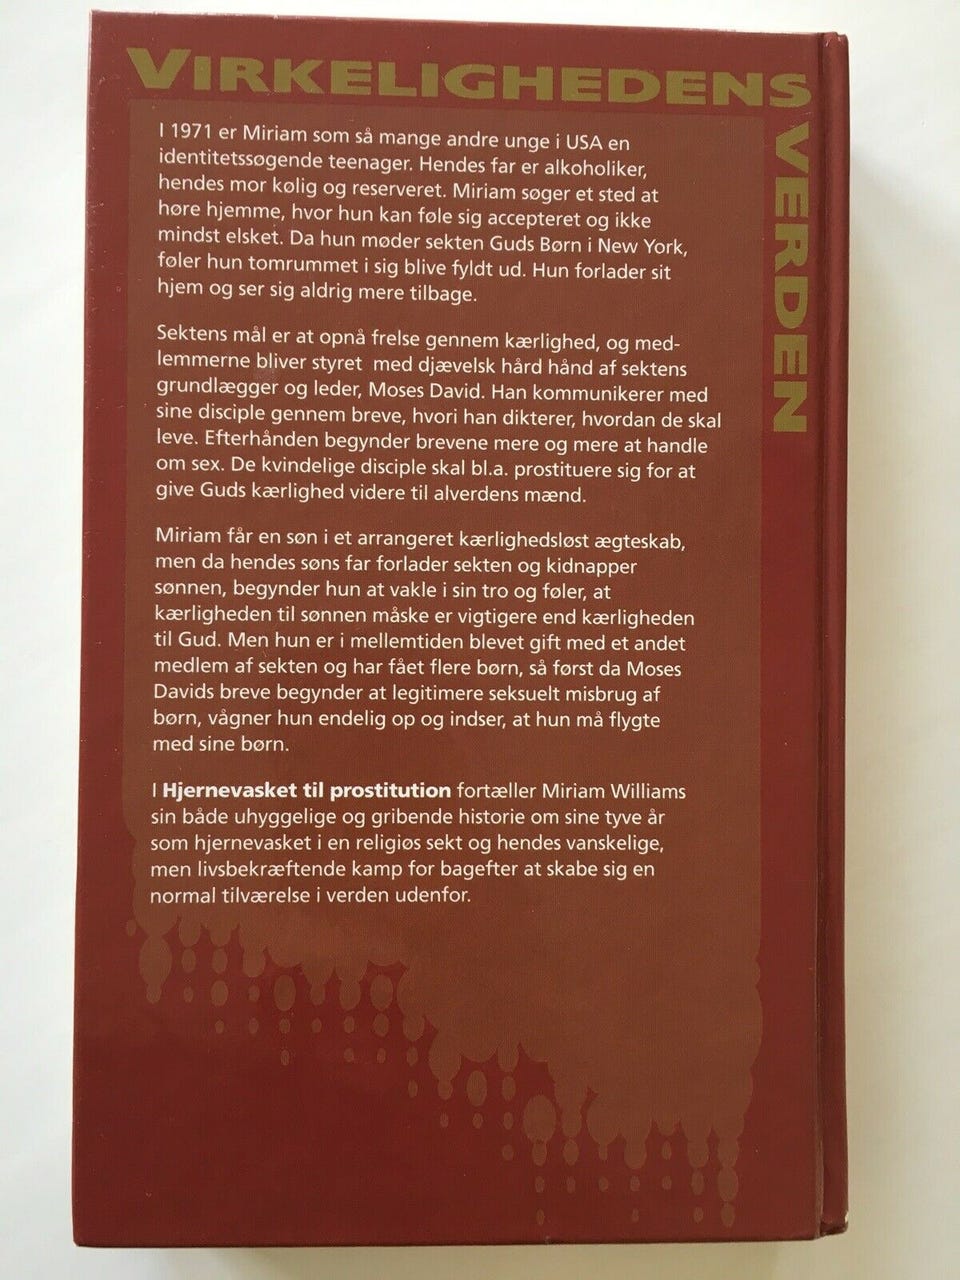 VIRKELIGHEDENS
VERDEN
I 1971 er Miriam som så mange andre unge i USA en
identitetssøgende teenager. Hendes far er alkoholiker,
hendes mor kølig og reserveret. Miriam søger et sted at
høre hjemme, hvor hun kan føle sig accepteret og ikke
mindst elsket. Da hun møder sekten Guds Børn i New York,
føler hun tomrummet i sig blive fyldt ud. Hun forlader sit
hjem og ser sig aldrig mere tilbage.
Sektens mål er at opnå frelse gennem kærlighed, og med-
lemmerne bliver styret med djævelsk hård hånd af sektens
grundlægger og leder, Moses David. Han kommunikerer med
sine disciple gennem breve, hvori han dikterer, hvordan de skal
leve. Efterhånden begynder brevene mere og mere at handle
om sex. De kvindelige disciple skal bl.a. prostituere sig for at
give Guds kærlighed videre til alverdens mænd.
Miriam får en søn i et arrangeret kærlighedsløst ægteskab,
men da hendes søns far forlader sekten og kidnapper
sønnen, begynder hun at vakle i sin tro og føler, at
kærligheden til sønnen måske er vigtigere end kærligheden
til Gud. Men hun er i mellemtiden blevet gift med et andet
medlem af sekten og har fået flere børn, så først da Moses
Davids breve begynder at legitimere seksuelt misbrug af
børn, vågner hun endelig op og indser, at hun må flygte
med sine børn.
I Hjernevasket til prostitution fortæller Miriam Williams
sin både uhyggelige og gribende historie om sine tyve år
som hjernevasket i en religiøs sekt og hendes vanskelige,
men livsbekræftende kamp for bagefter at skabe sig en
normal tilværelse i verden udenfor.